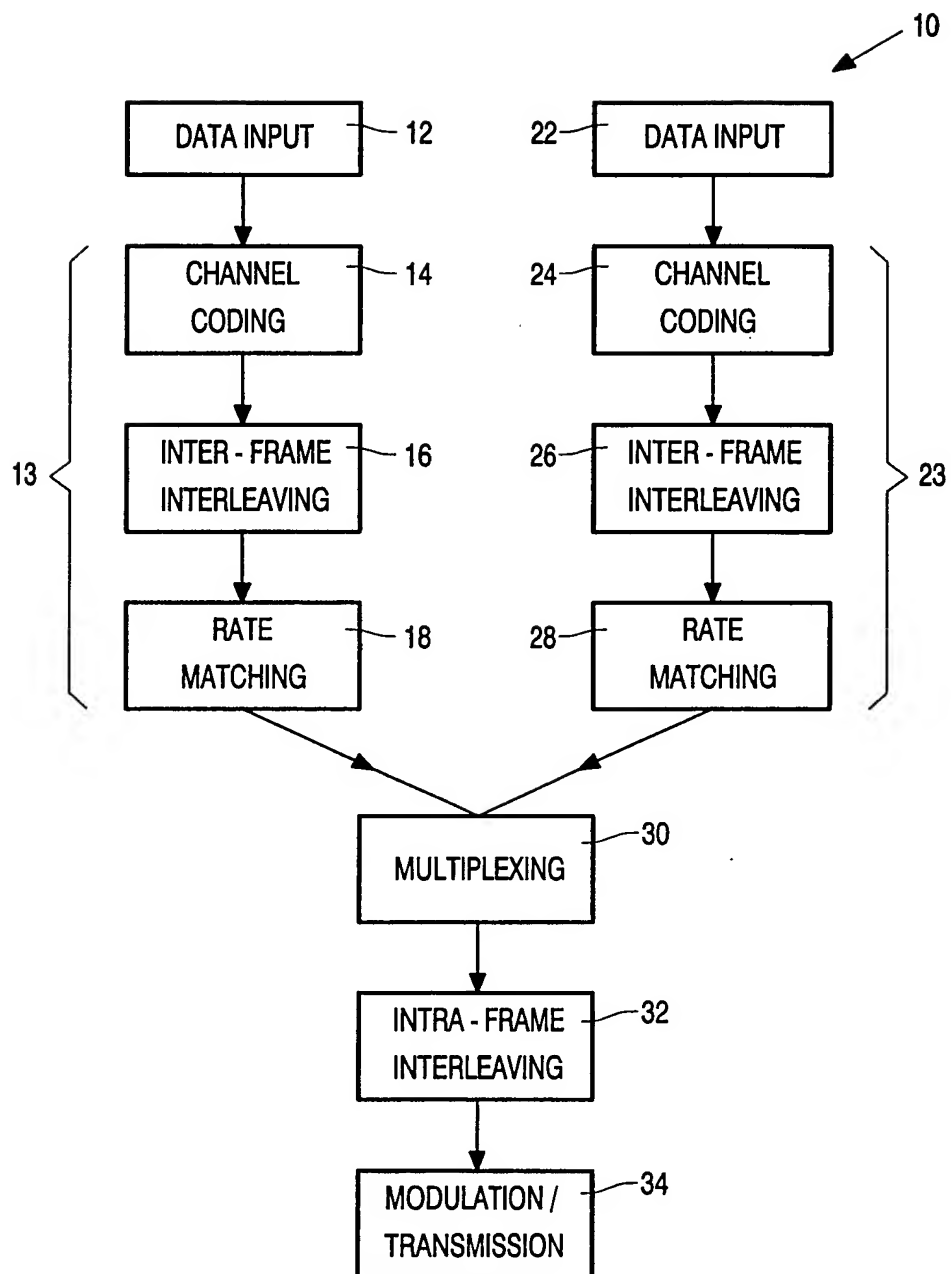 10
DATA INPUT
12
22
DATA INPUT
CHANNEL
CODING
14
24
CHANNEL
CODING
13
INTER - FRAME
INTERLEAVING
16
26
INTER - FRAME
INTERLEAVING
23
RATE
MATCHING
18
28
RATE
MATCHING
MULTIPLEXING
30
INTRA - FRAME
INTERLEAVING
32
MODULATION /
TRANSMISSION
34